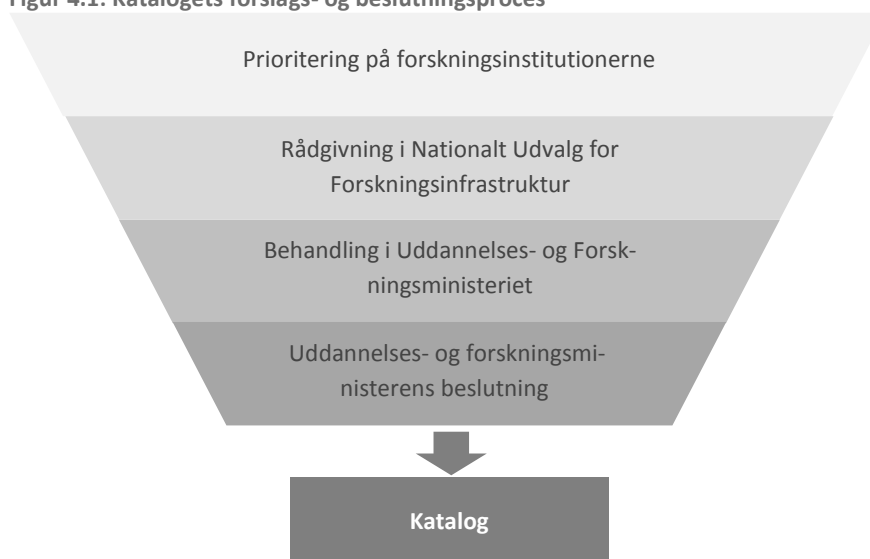 Figur 4.1: Katalogets forslags- og beslutningsproces
Prioritering på forskningsinstitutionerne
Rådgivning i Nationalt Udvalg for
Forskningsinfrastruktur
Behandling i Uddannelses- og Forsk-
ningsministeriet
Uddannelses- og forskningsmi-
nisterens beslutning
Katalog